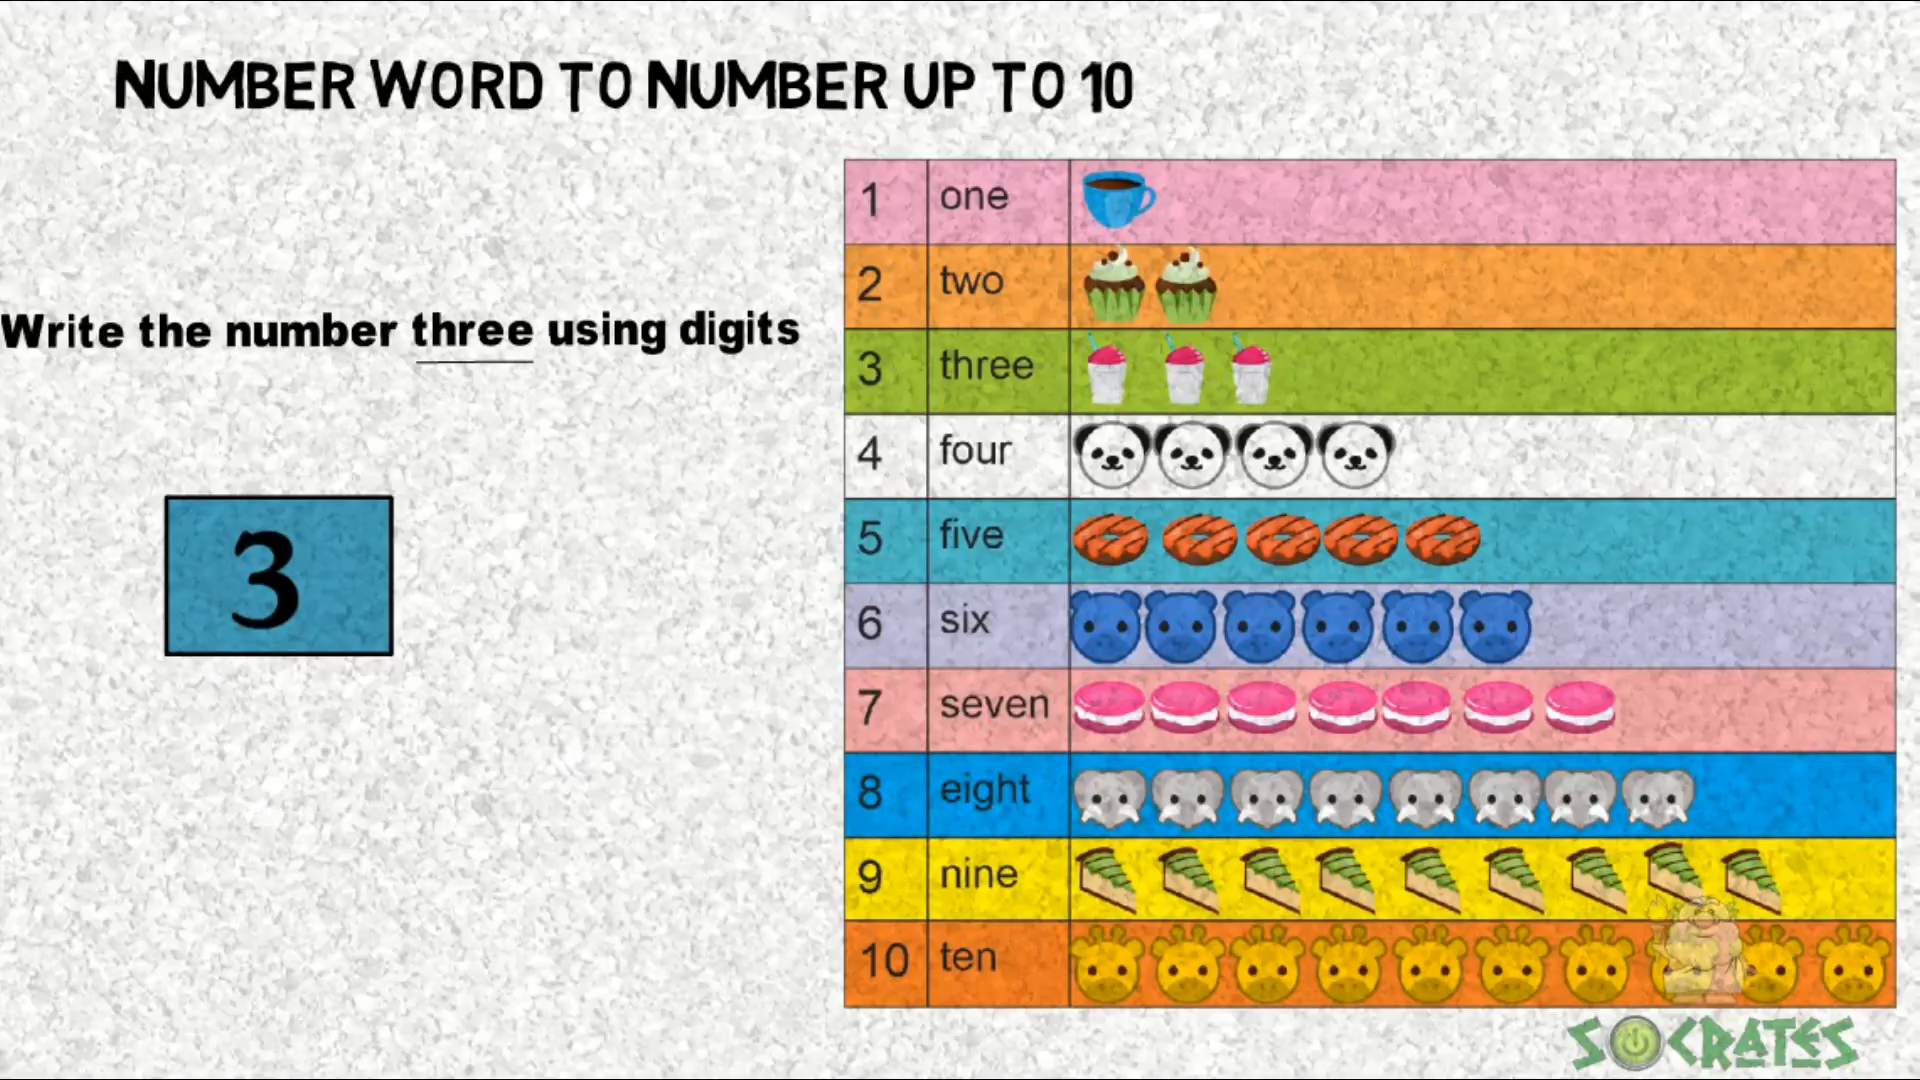 NUMBER WORD TO NUMBER UP TO 10
Write the number three using digits
3
1 one
2 two
3 three
4 four
5 five
6 six
7 seven
8 eight
9 nine
10 ten
SOCRATES